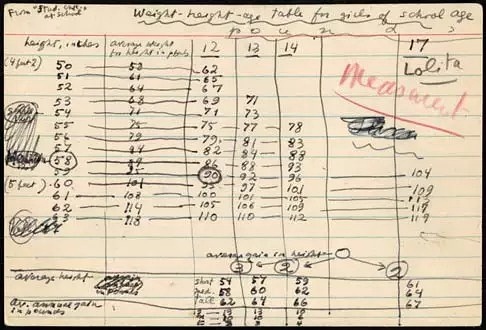 From "Stud. Child at School"
Weight-height-age table for girls of school age
p o u n d s
height, inches average weight for height in pounds 12 13 14 17
Lolita
Measurement
(4 feet 2) 50 58 62
51 61 65
52 64 67
53 68 69 71
54 71 71 73
55 75 75 77 78
56 79 79 81 83
57 84 82 84 88
58 89 86 88 93
59 95 90 92 96 104
(5 feet) 60 101 95 97 101 109
61 108 100 101 105
62 114 105 106 109
63 118 110 110 112
average gain in height
3 2 2
average height short 54 57 59 61
med. 58 60 62 64
tall 62 64 66 67
av. annual gain in pounds